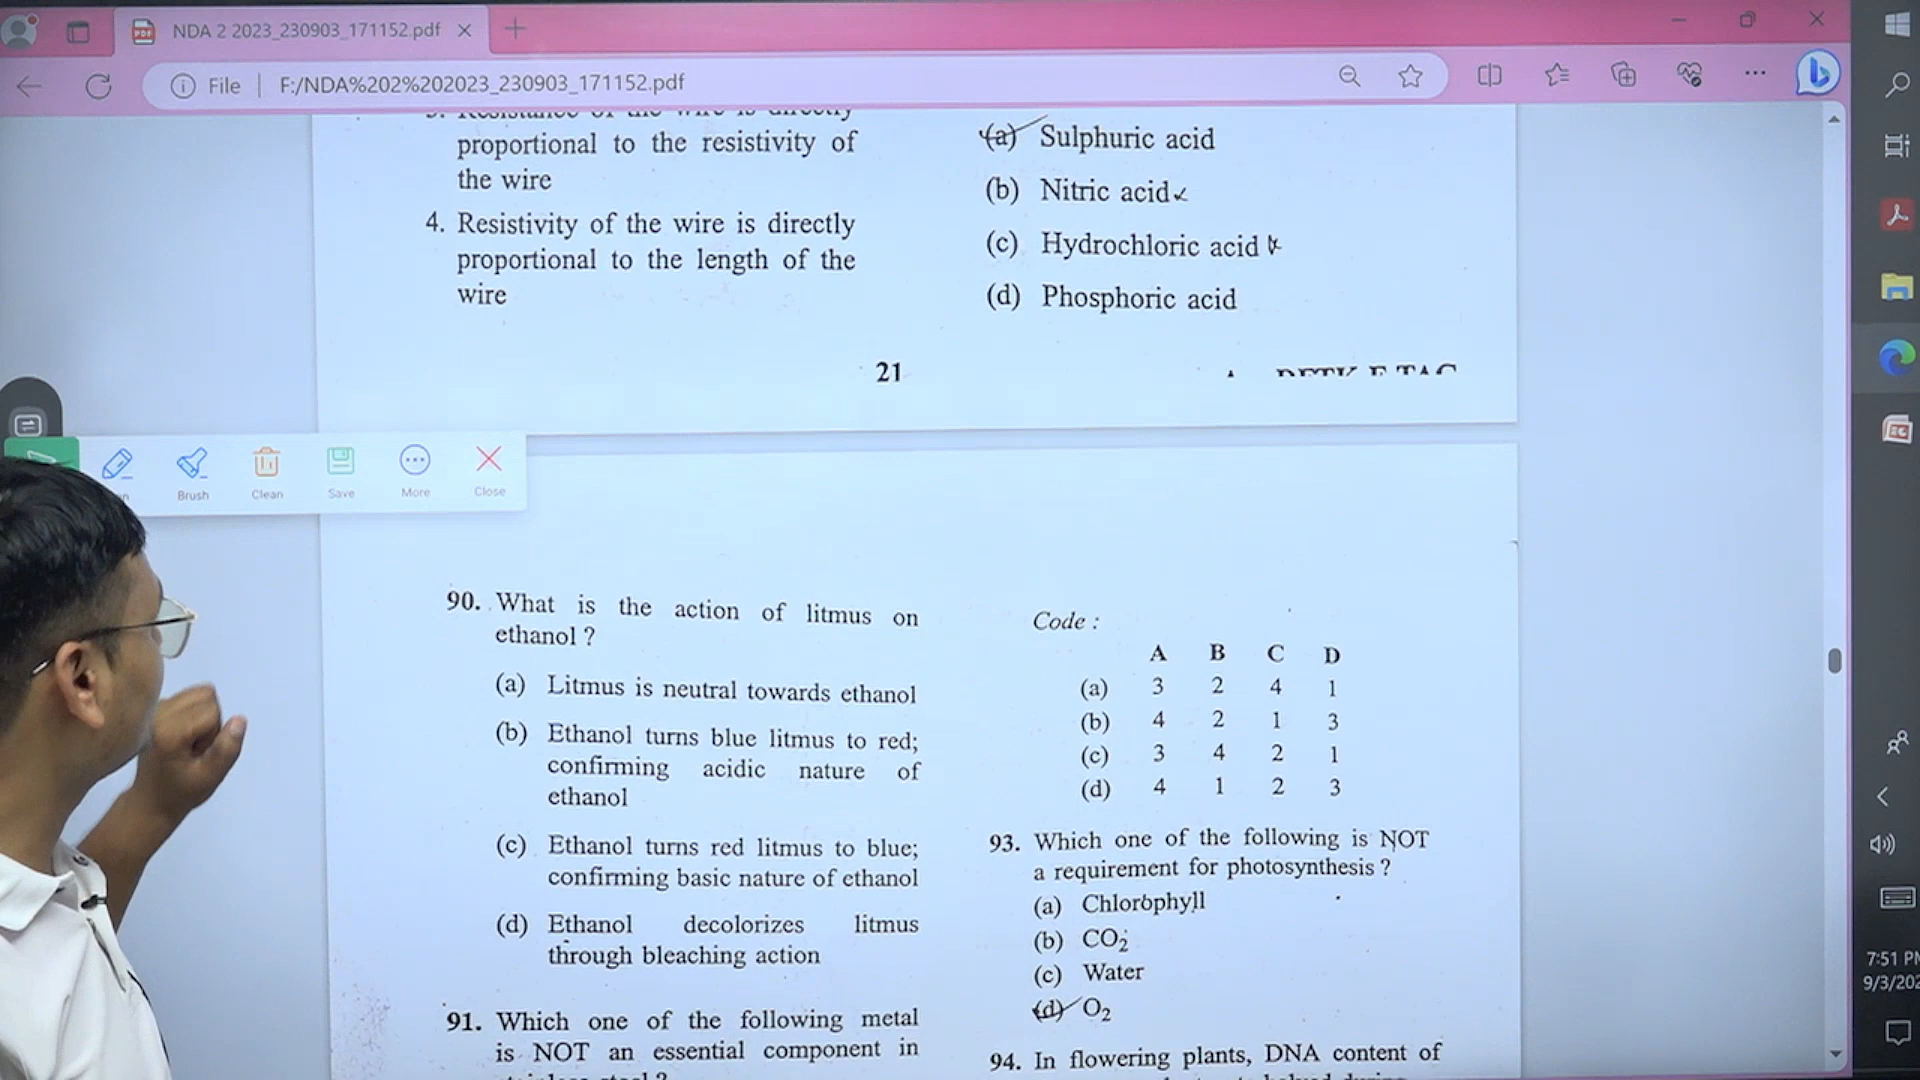 NDA 2 2023_230903_171152.pdf
File
F:/NDA%202%202023_230903_171152.pdf
proportional to the resistivity of
the wire
4. Resistivity of the wire is directly
proportional to the length of the
wire
(a) Sulphuric acid
(b) Nitric acid
(c) Hydrochloric acid
(d) Phosphoric acid
21
Brush
Clean
Save
More
Close
90. What is the action of litmus on
ethanol ?
(a) Litmus is neutral towards ethanol
(b) Ethanol turns blue litmus to red;
confirming acidic nature of
ethanol
(c) Ethanol turns red litmus to blue;
confirming basic nature of ethanol
(d) Ethanol decolorizes litmus
through bleaching action
91. Which one of the following metal
is NOT an essential component in
Code :
A B C D
(a) 3 2 4 1
(b) 4 2 1 3
(c) 3 4 2 1
(d) 4 1 2 3
93. Which one of the following is NOT
a requirement for photosynthesis ?
(a) Chlorophyll
(b) CO2
(c) Water
(d) O2
94. In flowering plants, DNA content of
7:51 PM
9/3/202